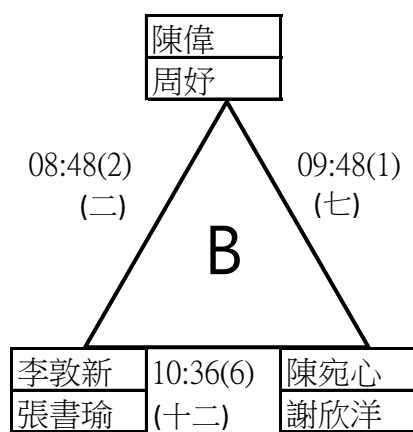 陳偉
周妤
08:48(2)
(二)
09:48(1)
(七)
B
李敦新
張書瑜
10:36(6)
(十二)
陳宛心
謝欣洋